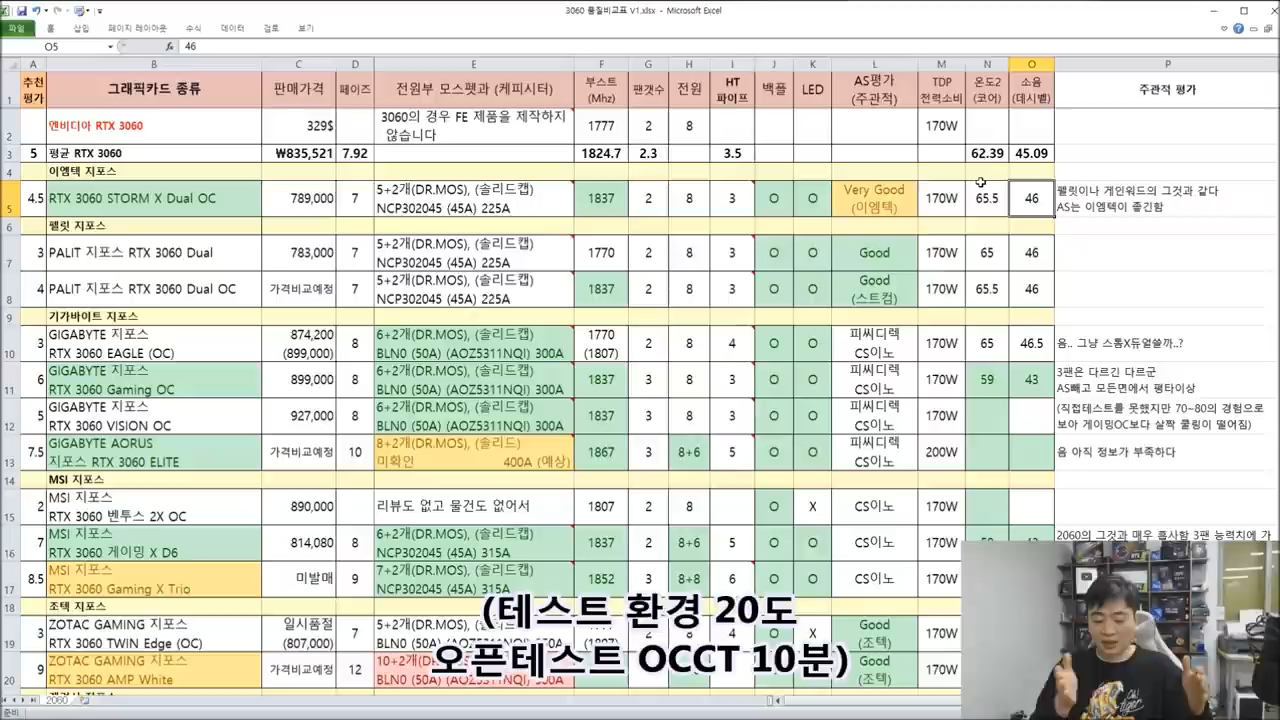 3060 품질비교표 V1.xlsx - Microsoft Excel
파일 홈 삽입 페이지 레이아웃 수식 데이터 검토 보기
O5 fx 46
A B C D E F G H I J K L M N O P
1 추천 평가 그래픽카드 종류 판매가격 페이즈 전원부 모스펫과 (케피시터) 부스트 (Mhz) 팬갯수 전원 HT 파이프 백플 LED AS평가 (주관적) TDP 전력소비 온도2 (코어) 소음 (데시벨) 주관적 평가
2 엔비디아 RTX 3060 329$ 3060의 경우 FE 제품을 제작하지 않습니다 1777 2 8 170W
3 5 평균 RTX 3060 ₩835,521 7.92 1824.7 2.3 3.5 62.39 45.09
4 이엠텍 지포스
5 4.5 RTX 3060 STORM X Dual OC 789,000 7 5+2개(DR.MOS), (솔리드캡) NCP302045 (45A) 225A 1837 2 8 3 O O Very Good (이엠텍) 170W 65.5 46 펠릿이나 게인워드의 그것과 같다 AS는 이엠텍이 좋긴함
6 펠릿 지포스
7 3 PALIT 지포스 RTX 3060 Dual 783,000 7 5+2개(DR.MOS), (솔리드캡) NCP302045 (45A) 225A 1770 2 8 3 O O Good 170W 65 46
8 4 PALIT 지포스 RTX 3060 Dual OC 가격비교예정 7 5+2개(DR.MOS), (솔리드캡) NCP302045 (45A) 225A 1837 2 8 3 O O Good (스트컴) 170W 65.5 46
9 기가바이트 지포스
10 3 GIGABYTE 지포스 RTX 3060 EAGLE (OC) 874,200 (899,000) 8 6+2개(DR.MOS), (솔리드캡) BLN0 (50A) (AOZ5311NQI) 300A 1770 (1807) 2 8 4 O O 피씨디렉 CS이노 170W 65 46.5 음.. 그냥 스톰X듀얼쓸까..?
11 6 GIGABYTE 지포스 RTX 3060 Gaming OC 899,000 8 6+2개(DR.MOS), (솔리드캡) BLN0 (50A) (AOZ5311NQI) 300A 1837 3 8 3 O O 피씨디렉 CS이노 170W 59 43 3팬은 다르긴 다르군 AS빼고 모든면에서 평타이상
12 5 GIGABYTE 지포스 RTX 3060 VISION OC 927,000 8 6+2개(DR.MOS), (솔리드캡) BLN0 (50A) (AOZ5311NQI) 300A 1837 3 8 3 O O 피씨디렉 CS이노 170W (직접테스트를 못했지만 70~80의 경험으로 보아 게이밍OC보다 살짝 쿨링이 떨어짐)
13 7.5 GIGABYTE AORUS 지포스 RTX 3060 ELITE 가격비교예정 10 8+2개(DR.MOS), (솔리드) 미확인 400A (예상) 1867 3 8+6 5 O O 피씨디렉 CS이노 200W 음 아직 정보가 부족하다
14 MSI 지포스
15 2 MSI 지포스 RTX 3060 벤투스 2X OC 890,000 리뷰도 없고 물건도 없어서 1807 2 8 O X CS이노 170W
16 7 MSI 지포스 RTX 3060 게이밍 X D6 814,080 8 6+2개(DR.MOS), (솔리드캡) NCP302045 (45A) 315A 1837 2 8+6 5 O O CS이노 170W 2060의 그것과 매우 흡사함 3팬 능력치에 가
17 8.5 MSI 지포스 RTX 3060 Gaming X Trio 미발매 9 7+2개(DR.MOS), (솔리드캡) NCP302045 (45A) 315A 1852 3 8+8 6 O O CS이노 170W
18 조텍 지포스
19 3 ZOTAC GAMING 지포스 RTX 3060 TWIN Edge (OC) 일시품절 (807,000) 7 8 4 O X Good (조텍) 170W
20 9 ZOTAC GAMING 지포스 RTX 3060 AMP White 가격비교예정 12 Good (조텍) 170W
(테스트 환경 20도
오픈테스트 OCCT 10분)
2060
준비